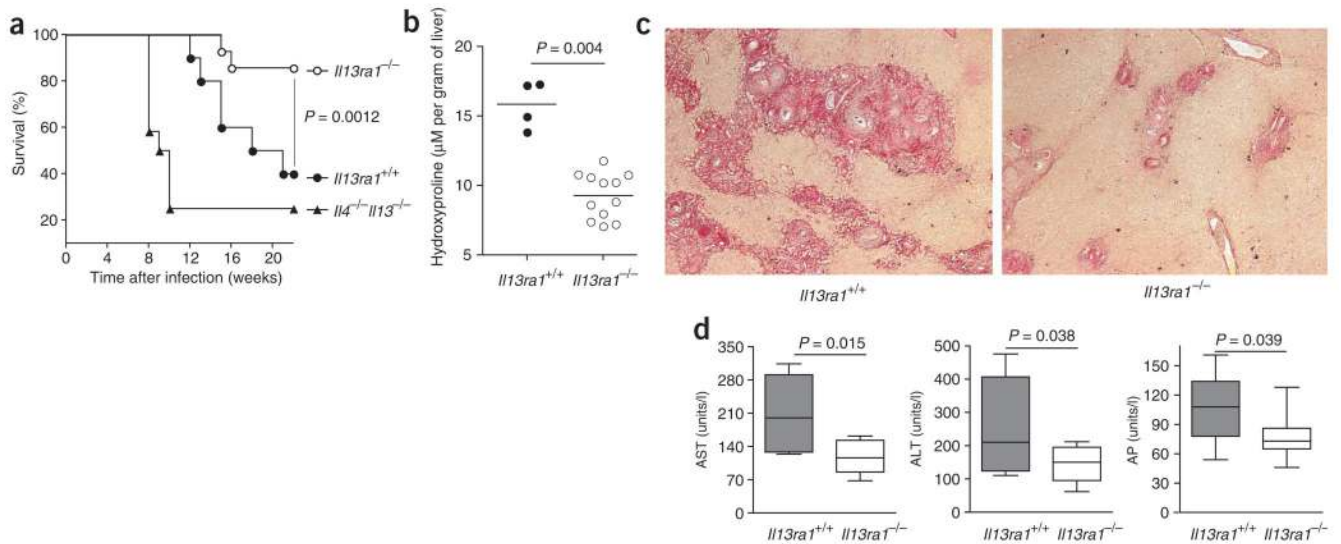 a
Survival (%)
100
80
60
40
20
0 4 8 12 16 20
Time after infection (weeks)
Il13ra1⁻/⁻
P = 0.0012
Il13ra1⁺/⁺
Il4⁻/⁻Il13⁻/⁻
b
Hydroxyproline (μM per gram of liver)
20
15
10
5
P = 0.004
Il13ra1⁺/⁺ Il13ra1⁻/⁻
c
Il13ra1⁺/⁺ Il13ra1⁻/⁻
d
AST (units/l)
350
280
210
140
70
0
P = 0.015
Il13ra1⁺/⁺ Il13ra1⁻/⁻
ALT (units/l)
500
400
300
200
100
0
P = 0.038
Il13ra1⁺/⁺ Il13ra1⁻/⁻
AP (units/l)
150
120
90
60
30
0
P = 0.039
Il13ra1⁺/⁺ Il13ra1⁻/⁻